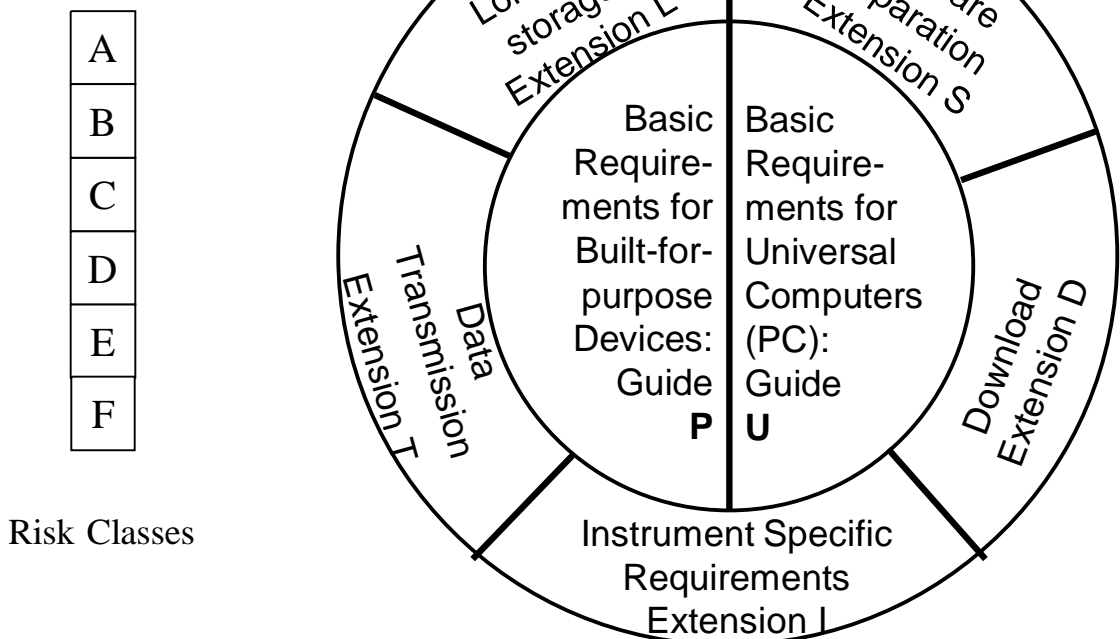 A
B
C
D
E
F
Risk Classes
storage
Extension L
Extension S
Basic
Require-
ments for
Built-for-
purpose
Devices:
Guide
P
Basic
Require-
ments for
Universal
Computers
(PC):
Guide
U
Data
Transmission
Extension T
Download
Extension D
Instrument Specific
Requirements
Extension I